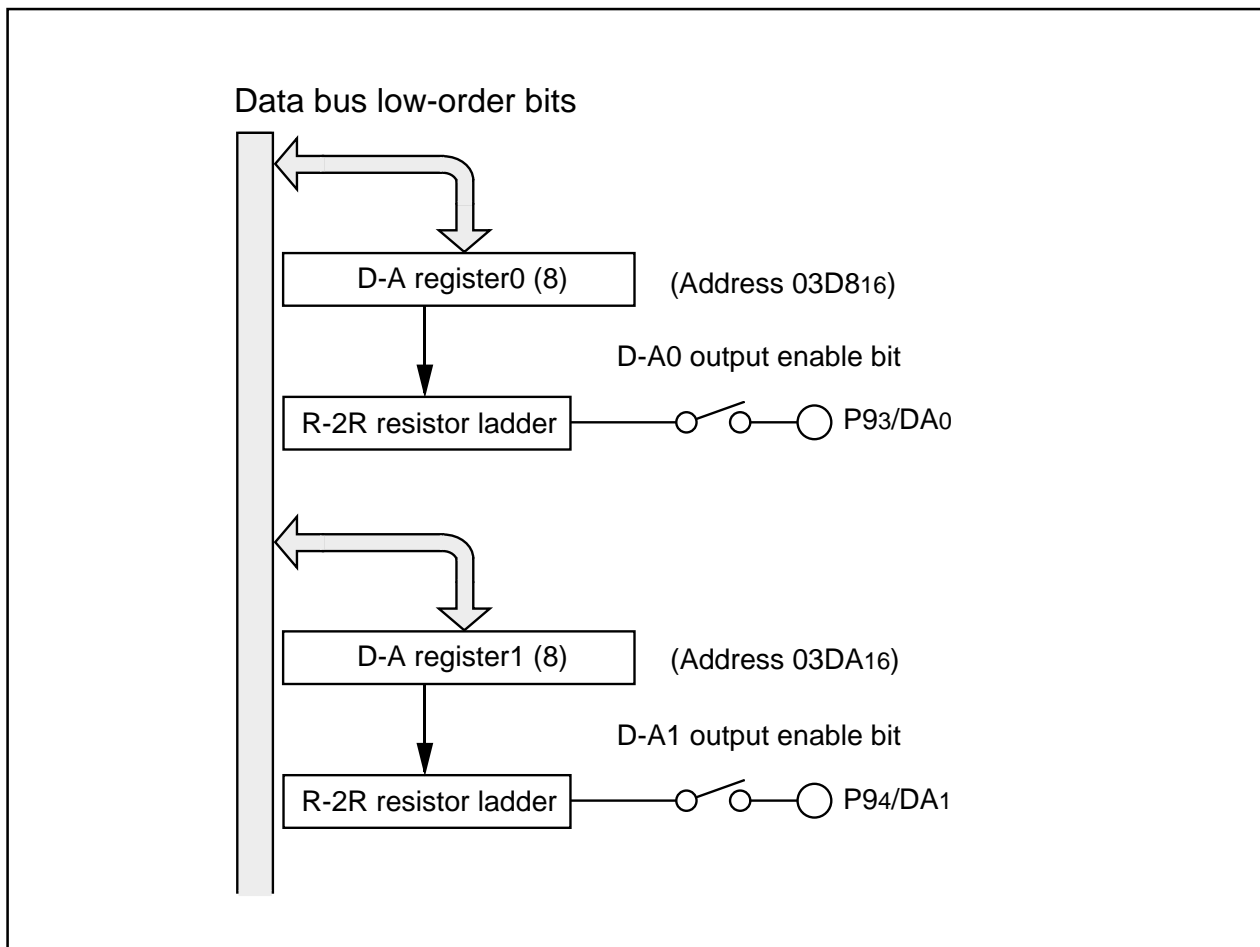 Data bus low-order bits
D-A register0 (8)
(Address 03D816)
D-A0 output enable bit
R-2R resistor ladder
P93/DA0
D-A register1 (8)
(Address 03DA16)
D-A1 output enable bit
R-2R resistor ladder
P94/DA1